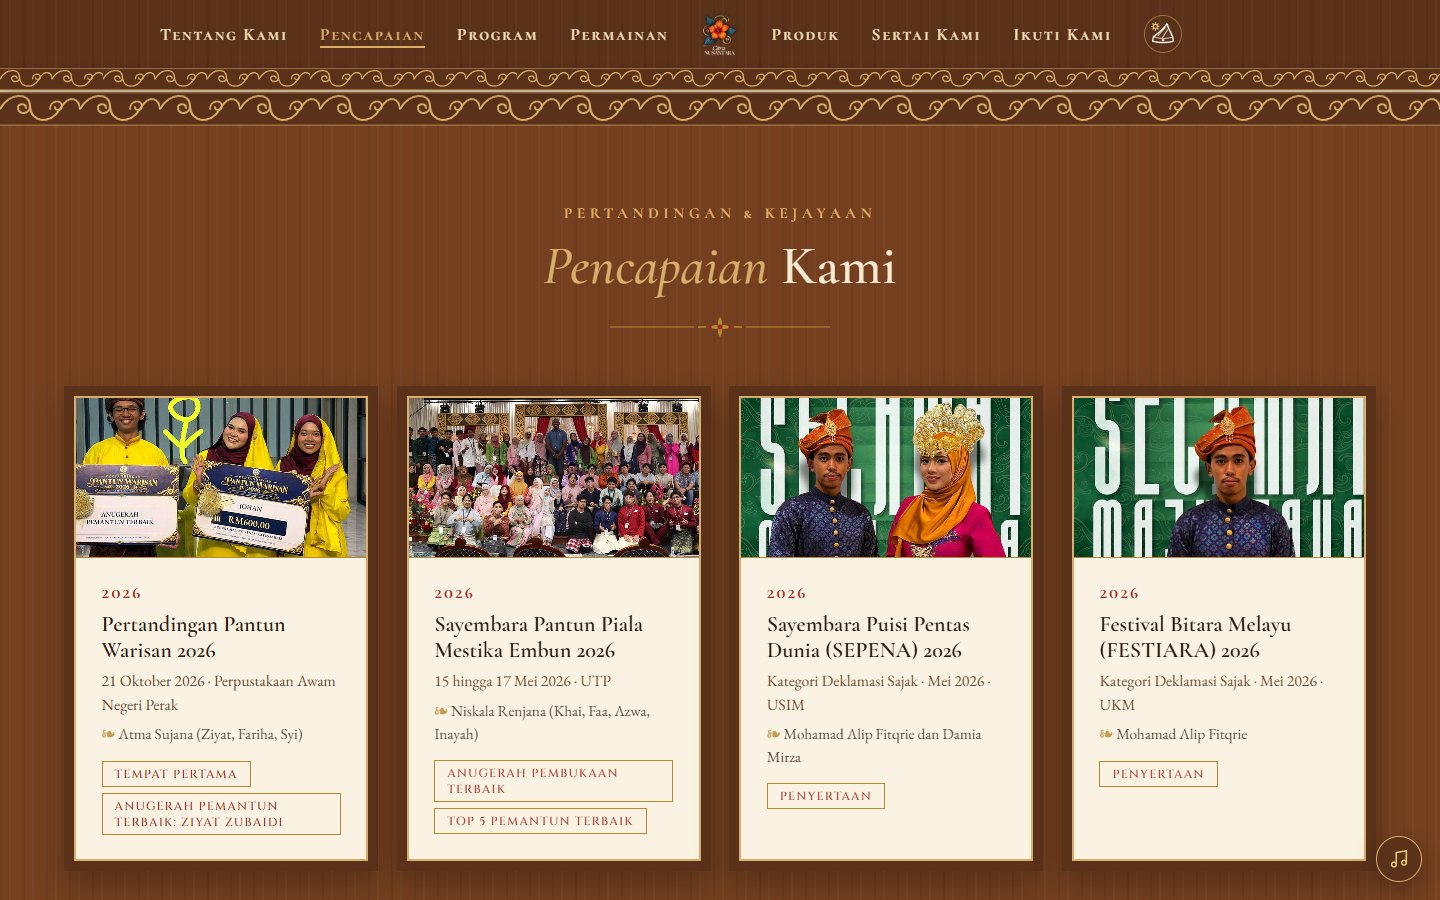 Tentang Kami
Pencapaian
Program
Permainan
Citra
NUSANTARA
Produk
Sertai Kami
Ikuti Kami
PERTANDINGAN & KEJAYAAN
Pencapaian Kami
PANTUN WARISAN
ANUGERAH
PEMANTUN TERBAIK
PANTUN WARISAN
JOHAN
RM600.00
2026
Pertandingan Pantun
Warisan 2026
21 Oktober 2026 · Perpustakaan Awam
Negeri Perak
❧ Atma Sujana (Ziyat, Fariha, Syi)
TEMPAT PERTAMA
ANUGERAH PEMANTUN
TERBAIK: ZIYAT ZUBAIDI
2026
Sayembara Pantun Piala
Mestika Embun 2026
15 hingga 17 Mei 2026 · UTP
❧ Niskala Renjana (Khai, Faa, Azwa,
Inayah)
ANUGERAH PEMBUKAAN
TERBAIK
TOP 5 PEMANTUN TERBAIK
2026
Sayembara Puisi Pentas
Dunia (SEPENA) 2026
Kategori Deklamasi Sajak · Mei 2026 ·
USIM
❧ Mohamad Alip Fitqrie dan Damia
Mirza
PENYERTAAN
2026
Festival Bitara Melayu
(FESTIARA) 2026
Kategori Deklamasi Sajak · Mei 2026 ·
UKM
❧ Mohamad Alip Fitqrie
PENYERTAAN